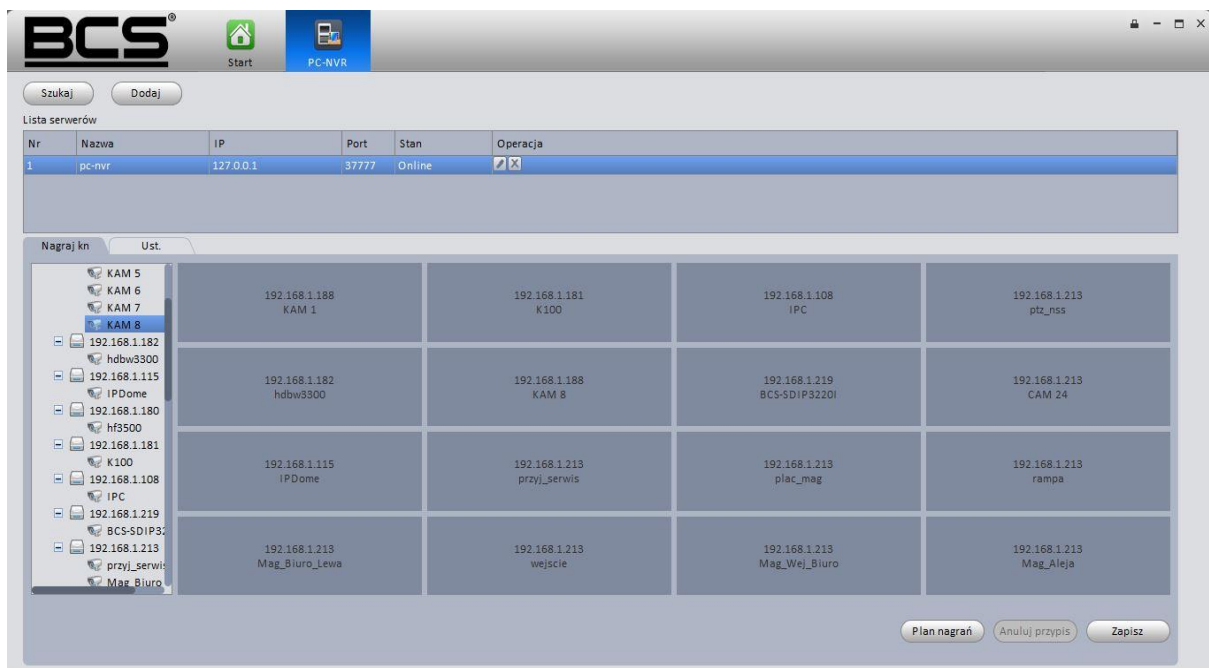 BCS®
Start
PC-NVR
Szukaj
Dodaj
Lista serwerów
Nr Nazwa IP Port Stan Operacja
1 pc-nvr 127.0.0.1 37777 Online
Nagraj kn
Ust.
KAM 5
KAM 6
KAM 7
KAM 8
192.168.1.182
hdbw3300
192.168.1.115
IPDome
192.168.1.180
hf3500
192.168.1.181
K100
192.168.1.108
IPC
192.168.1.219
BCS-SDIP32
192.168.1.213
przyj_serwis
Mag_Biuro
192.168.1.188
KAM 1
192.168.1.181
K100
192.168.1.108
IPC
192.168.1.213
ptz_nss
192.168.1.182
hdbw3300
192.168.1.188
KAM 8
192.168.1.219
BCS-SDIP3220I
192.168.1.213
CAM 24
192.168.1.115
IPDome
192.168.1.213
przyj_serwis
192.168.1.213
plac_mag
192.168.1.213
rampa
192.168.1.213
Mag_Biuro_Lewa
192.168.1.213
wejscie
192.168.1.213
Mag_Wej_Biuro
192.168.1.213
Mag_Aleja
Plan nagrań
Anuluj przypis
Zapisz